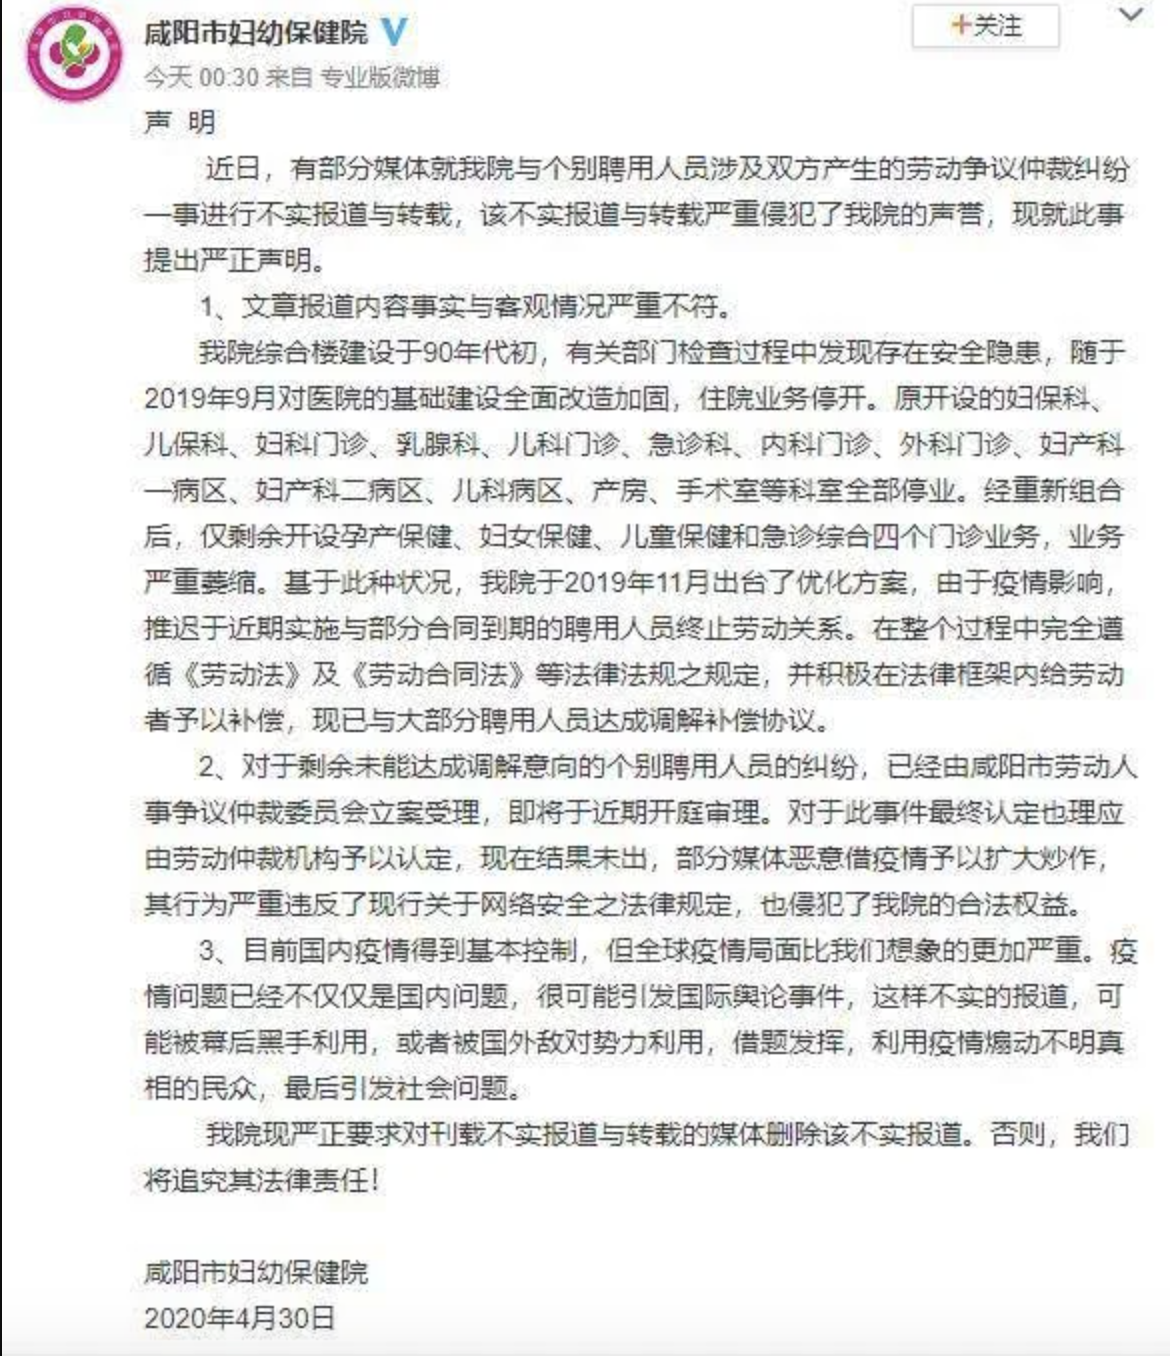 咸阳市妇幼保健院 V
+关注
今天 00:30 来自 专业版微博
声 明
近日，有部分媒体就我院与个别聘用人员涉及双方产生的劳动争议仲裁纠纷
一事进行不实报道与转载，该不实报道与转载严重侵犯了我院的声誉，现就此事
提出严正声明。
1、文章报道内容事实与客观情况严重不符。
我院综合楼建设于90年代初，有关部门检查过程中发现存在安全隐患，随于
2019年9月对医院的基础建设全面改造加固，住院业务停开。原开设的妇保科、
儿保科、妇科门诊、乳腺科、儿科门诊、急诊科、内科门诊、外科门诊、妇产科
一病区、妇产科二病区、儿科病区、产房、手术室等科室全部停业。经重新组合
后，仅剩余开设孕产保健、妇女保健、儿童保健和急诊综合四个门诊业务，业务
严重萎缩。基于此种状况，我院于2019年11月出台了优化方案，由于疫情影响，
推迟于近期实施与部分合同到期的聘用人员终止劳动关系。在整个过程中完全遵
循《劳动法》及《劳动合同法》等法律法规之规定，并积极在法律框架内给劳动
者予以补偿，现已与大部分聘用人员达成调解补偿协议。
2、对于剩余未能达成调解意向的个别聘用人员的纠纷，已经由咸阳市劳动人
事争议仲裁委员会立案受理，即将于近期开庭审理。对于此事件最终认定也理应
由劳动仲裁机构予以认定，现在结果未出，部分媒体恶意借疫情予以扩大炒作，
其行为严重违反了现行关于网络安全之法律规定，也侵犯了我院的合法权益。
3、目前国内疫情得到基本控制，但全球疫情局面比我们想象的更加严重。疫
情问题已经不仅仅是国内问题，很可能引发国际舆论事件，这样不实的报道，可
能被幕后黑手利用，或者被国外敌对势力利用，借题发挥，利用疫情煽动不明真
相的民众，最后引发社会问题。
我院现严正要求对刊载不实报道与转载的媒体删除该不实报道。否则，我们
将追究其法律责任！
咸阳市妇幼保健院
2020年4月30日